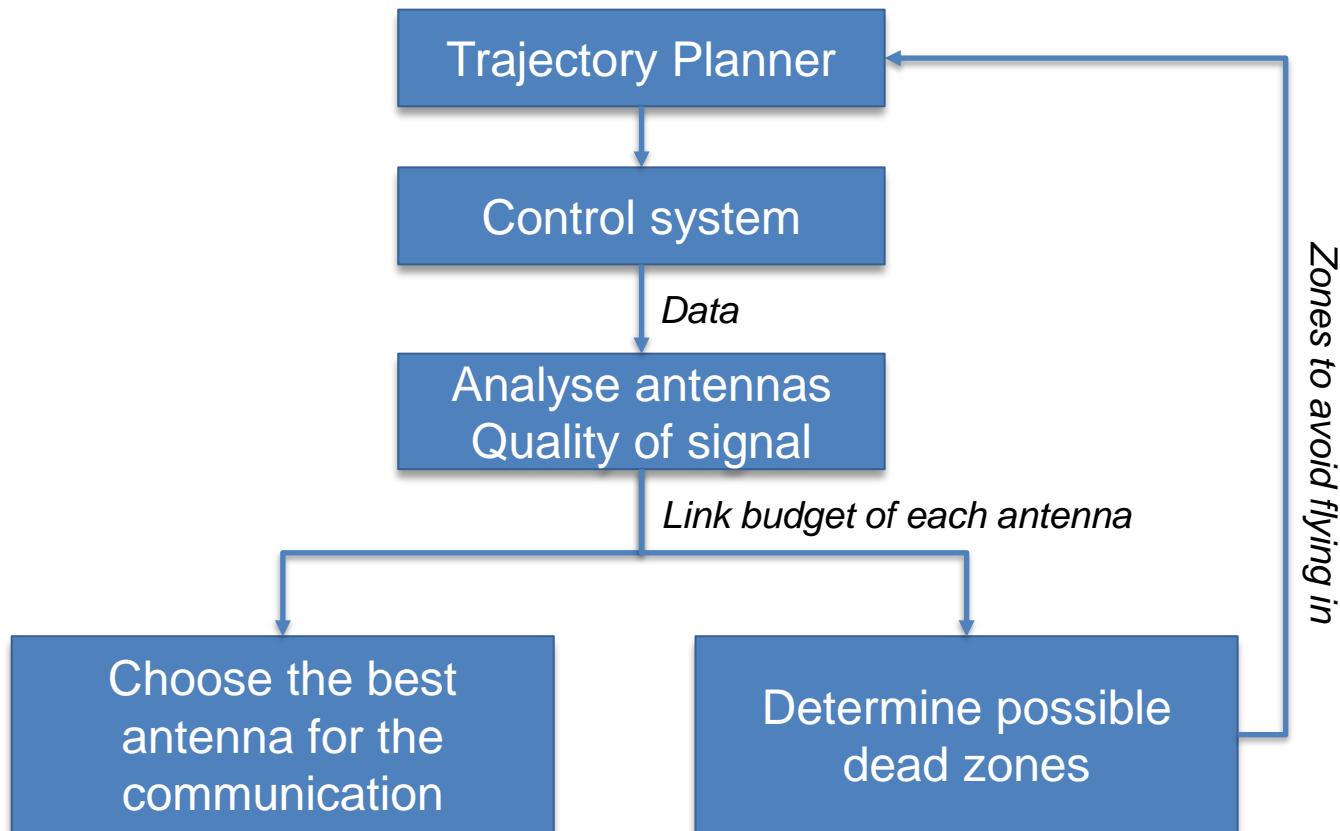 Trajectory Planner
Control system
Data
Analyse antennas
Quality of signal
Link budget of each antenna
Choose the best
antenna for the
communication
Determine possible
dead zones
Zones to avoid flying in